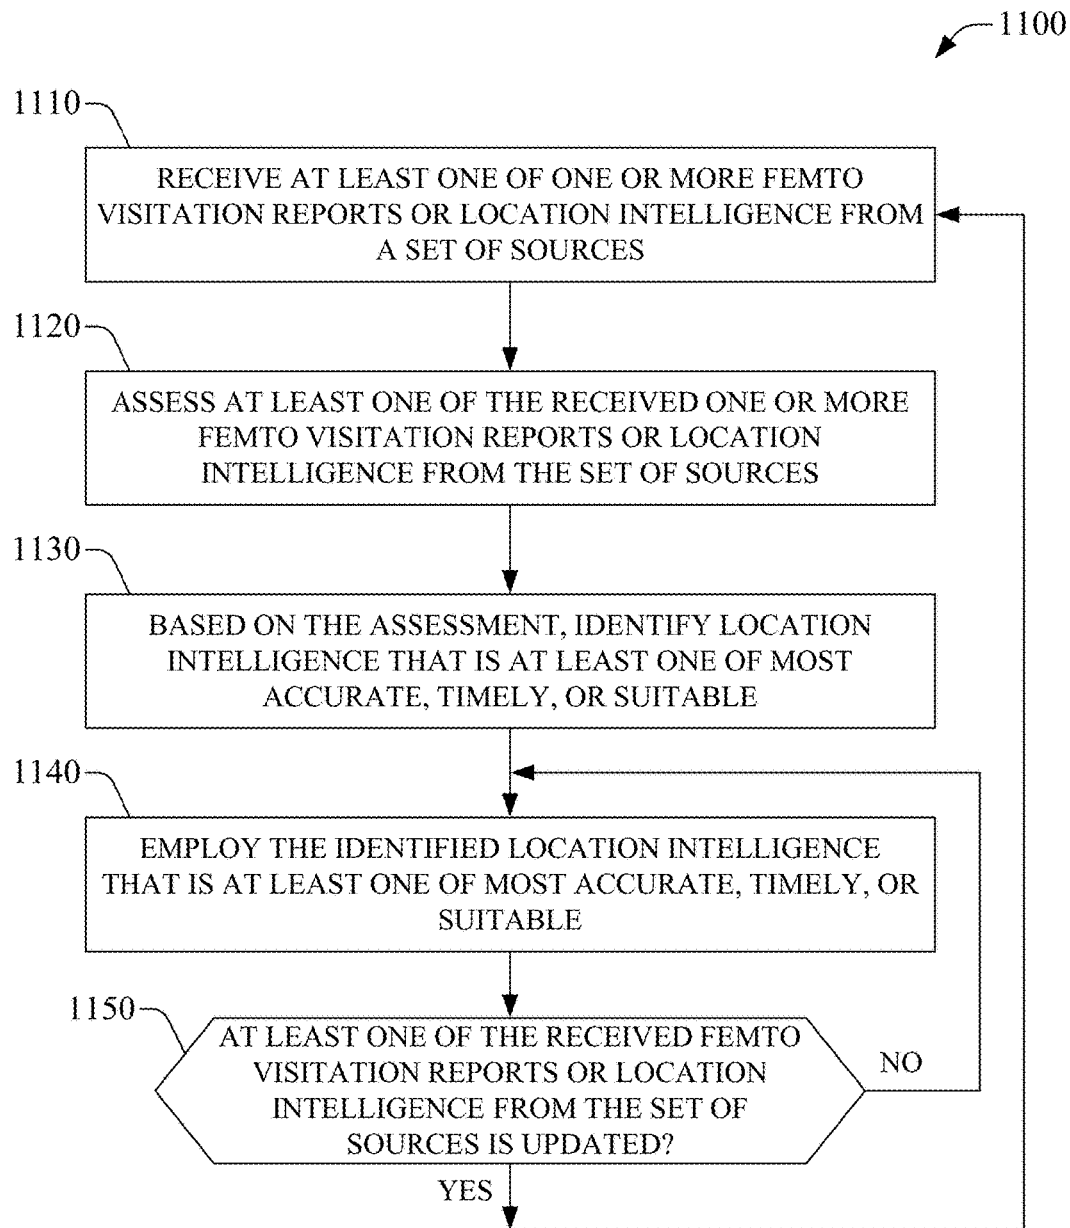 1100
1110
RECEIVE AT LEAST ONE OF ONE OR MORE FEMTO
VISITATION REPORTS OR LOCATION INTELLIGENCE FROM
A SET OF SOURCES
1120
ASSESS AT LEAST ONE OF THE RECEIVED ONE OR MORE
FEMTO VISITATION REPORTS OR LOCATION
INTELLIGENCE FROM THE SET OF SOURCES
1130
BASED ON THE ASSESSMENT, IDENTIFY LOCATION
INTELLIGENCE THAT IS AT LEAST ONE OF MOST
ACCURATE, TIMELY, OR SUITABLE
1140
EMPLOY THE IDENTIFIED LOCATION INTELLIGENCE
THAT IS AT LEAST ONE OF MOST ACCURATE, TIMELY, OR
SUITABLE
1150
AT LEAST ONE OF THE RECEIVED FEMTO
VISITATION REPORTS OR LOCATION
INTELLIGENCE FROM THE SET OF
SOURCES IS UPDATED?
NO
YES